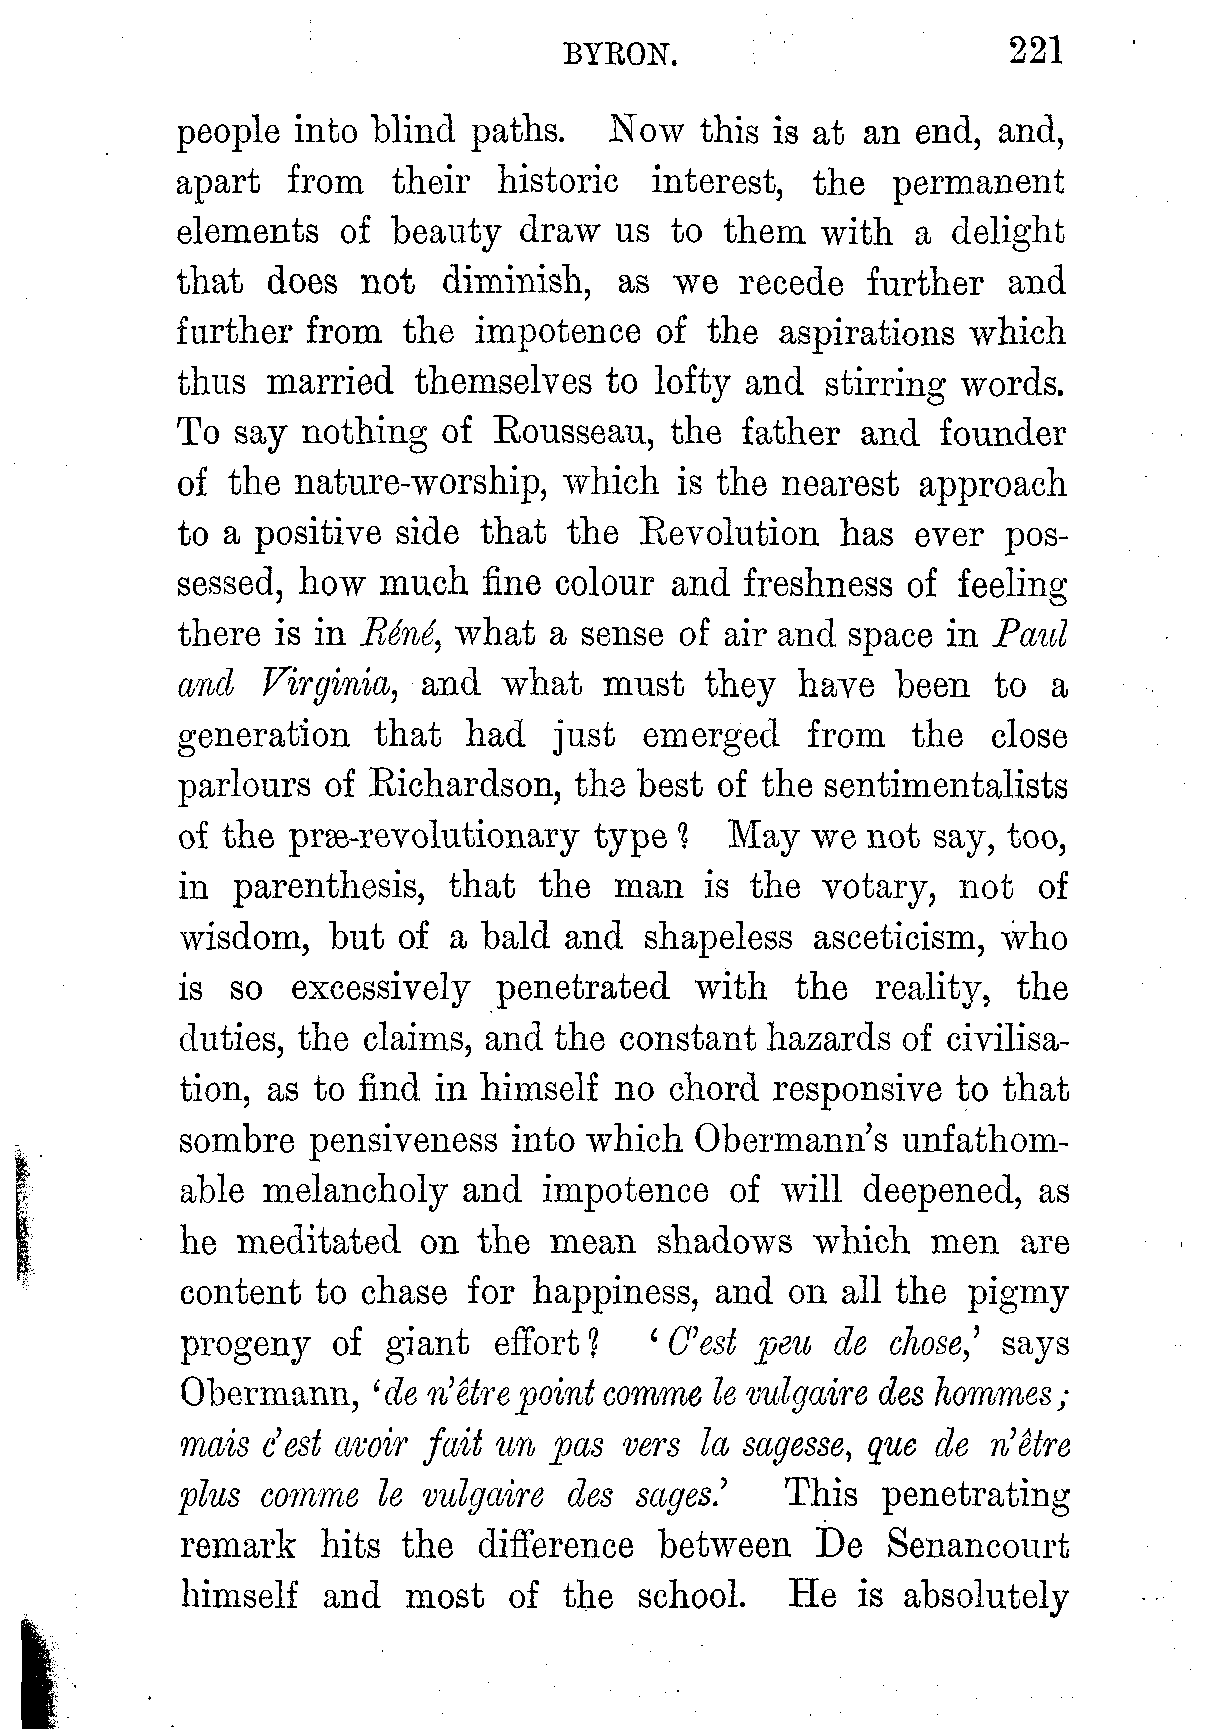 BYRON. 221
people into blind paths. Now this is at an end, and,
apart from their historic interest, the permanent
elements of beauty draw us to them with a delight
that does not diminish, as we recede further and
further from the impotence of the aspirations which
thus married themselves to lofty and stirring words.
To say nothing of Rousseau, the father and founder
of the nature-worship, which is the nearest approach
to a positive side that the Revolution has ever pos-
sessed, how much fine colour and freshness of feeling
there is in Réné, what a sense of air and space in Paul
and Virginia, and what must they have been to a
generation that had just emerged from the close
parlours of Richardson, the best of the sentimentalists
of the præ-revolutionary type? May we not say, too,
in parenthesis, that the man is the votary, not of
wisdom, but of a bald and shapeless asceticism, who
is so excessively penetrated with the reality, the
duties, the claims, and the constant hazards of civilisa-
tion, as to find in himself no chord responsive to that
sombre pensiveness into which Obermann's unfathom-
able melancholy and impotence of will deepened, as
he meditated on the mean shadows which men are
content to chase for happiness, and on all the pigmy
progeny of giant effort? 'C'est peu de chose,' says
Obermann, 'de n'être point comme le vulgaire des hommes;
mais c'est avoir fait un pas vers la sagesse, que de n'être
plus comme le vulgaire des sages.' This penetrating
remark hits the difference between De Senancourt
himself and most of the school. He is absolutely